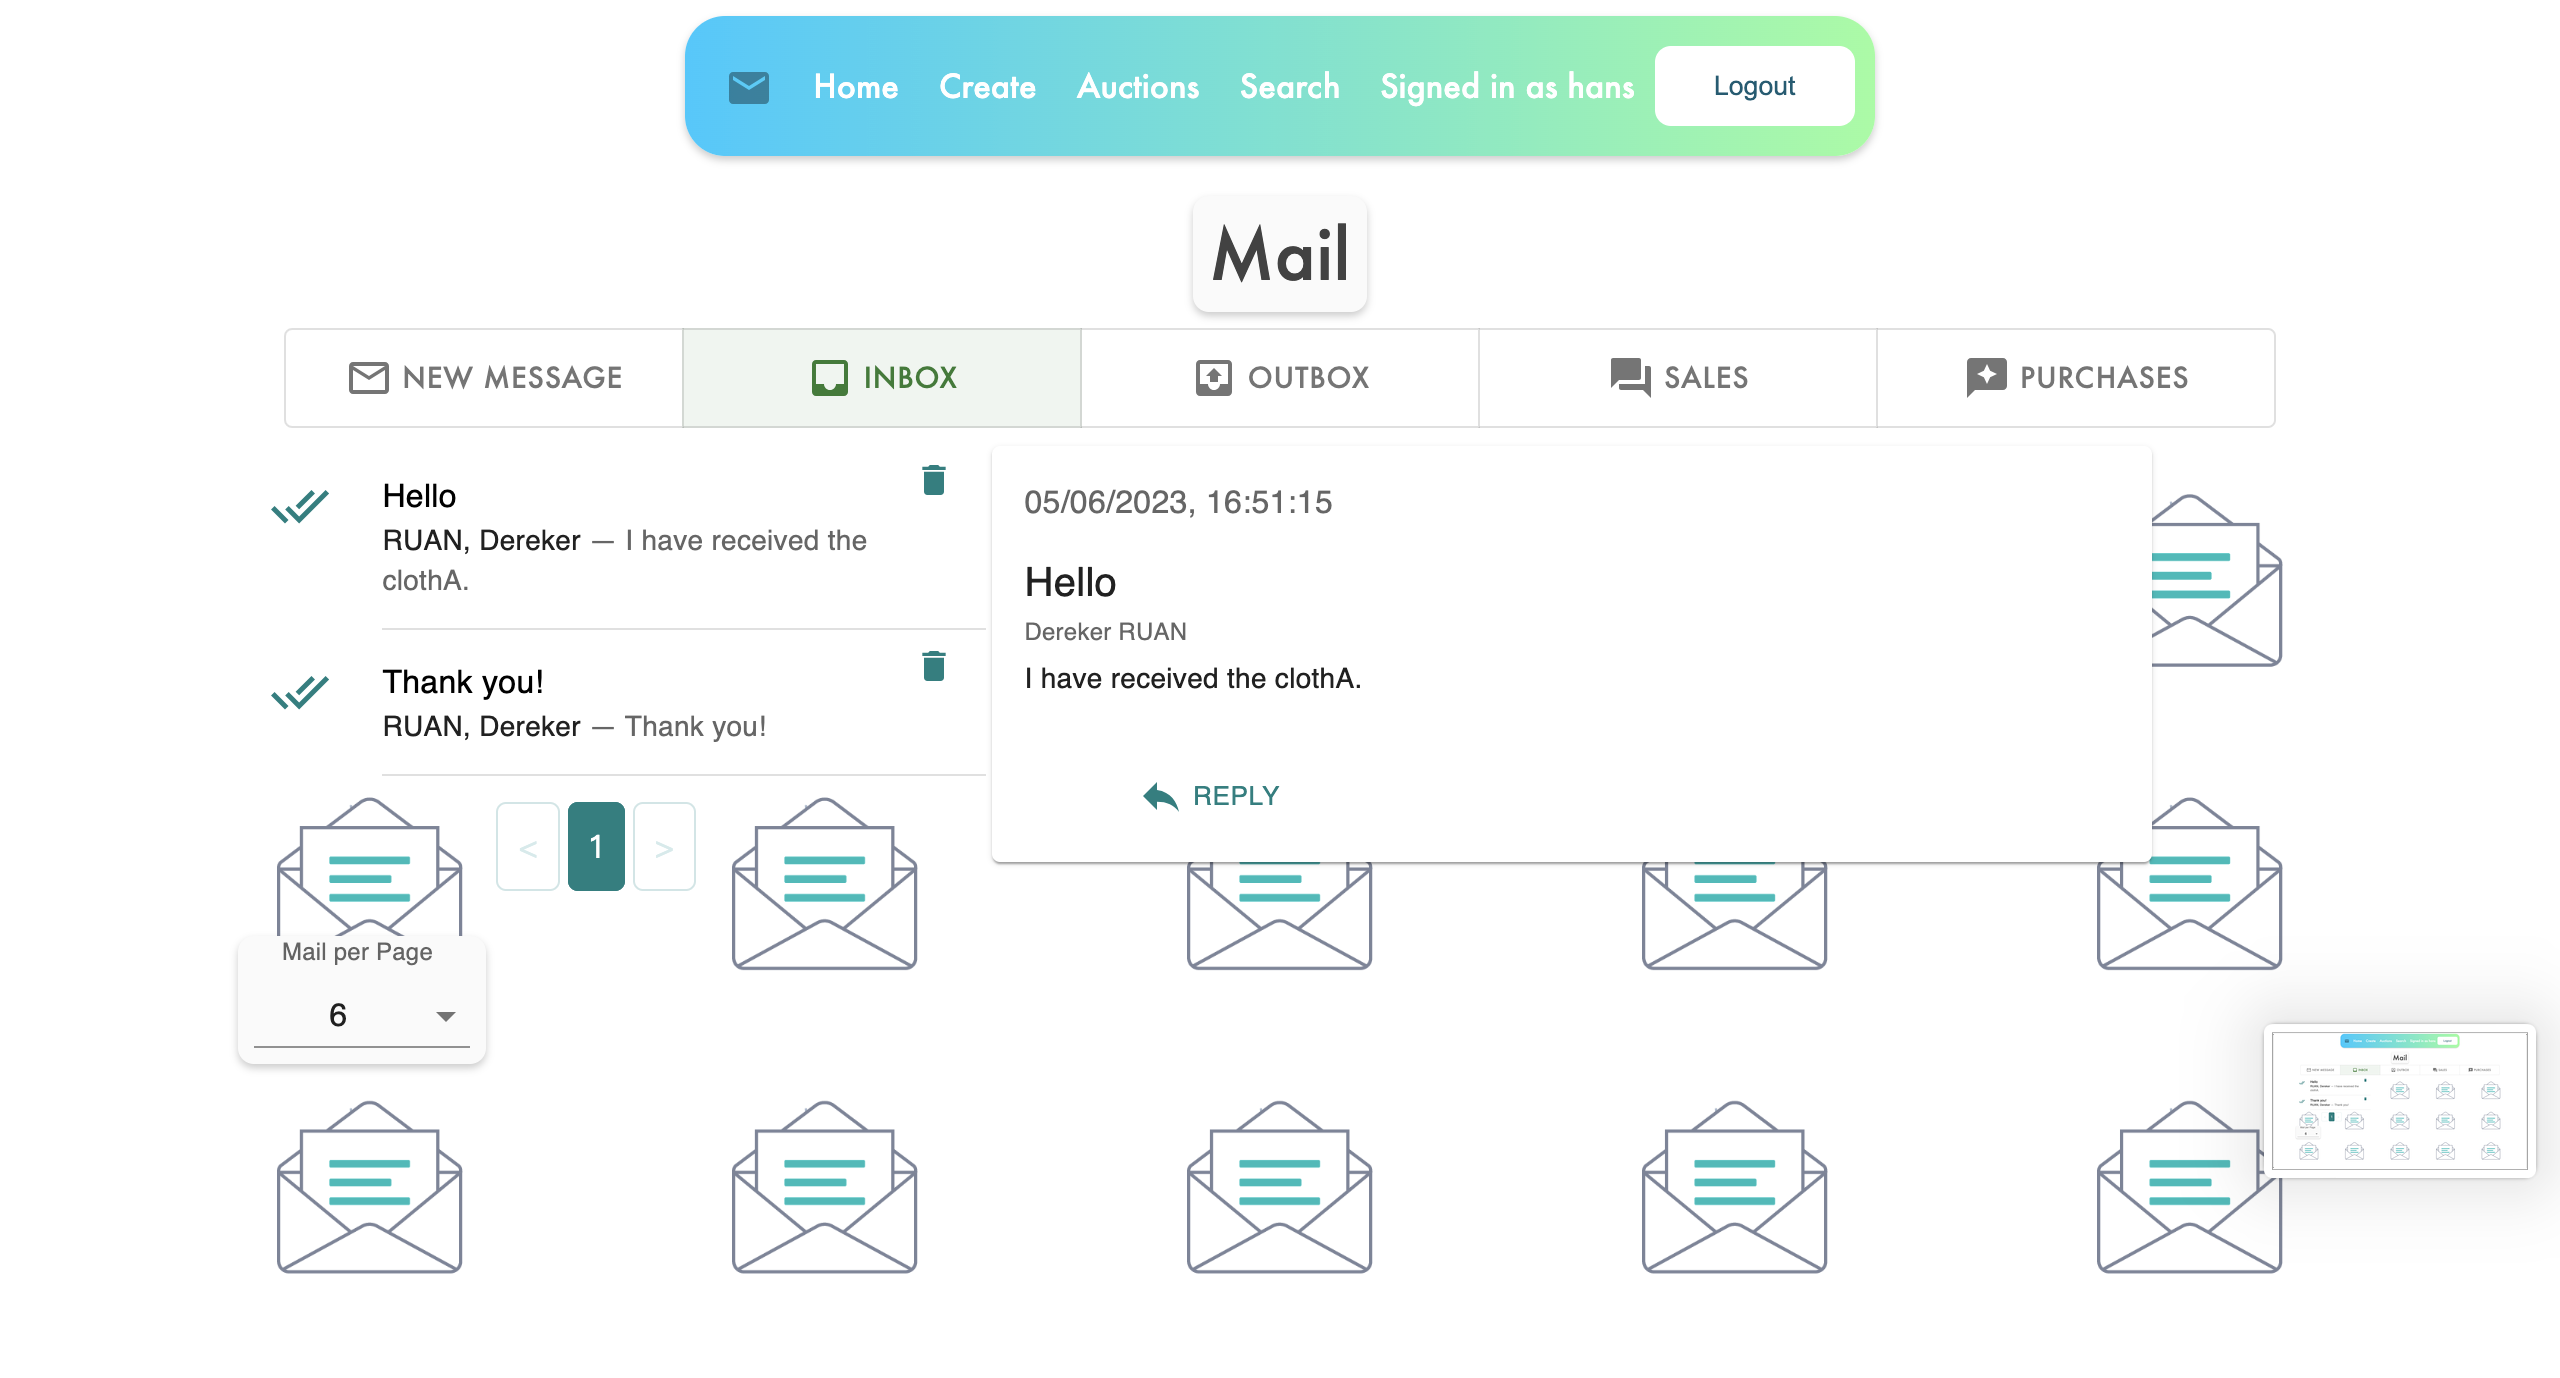 Home Create Auctions Search Signed in as hans Logout
Mail
NEW MESSAGE INBOX OUTBOX SALES PURCHASES
Hello
RUAN, Dereker — I have received the
clothA.
Thank you!
RUAN, Dereker — Thank you!
05/06/2023, 16:51:15
Hello
Dereker RUAN
I have received the clothA.
REPLY
< 1 >
Mail per Page
6
Mail